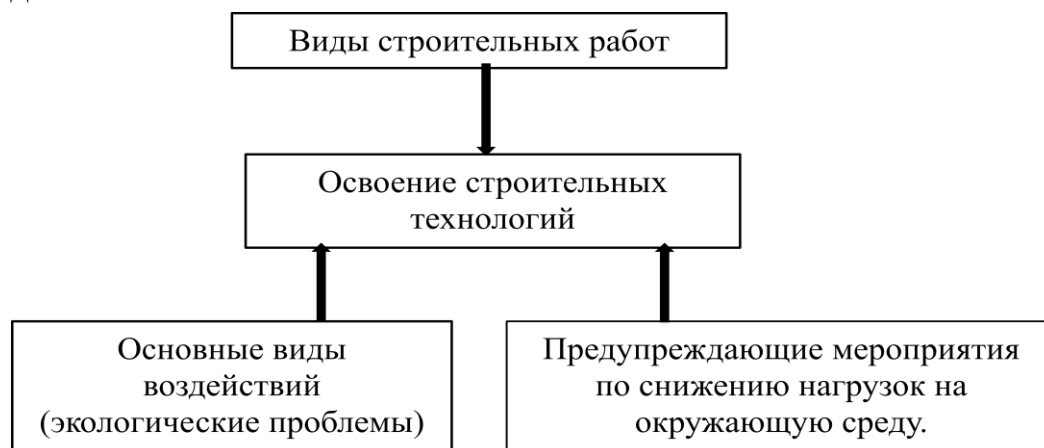 Виды строительных работ
Освоение строительных
технологий
Основные виды
воздействий
(экологические проблемы)
Предупреждающие мероприятия
по снижению нагрузок на
окружающую среду.